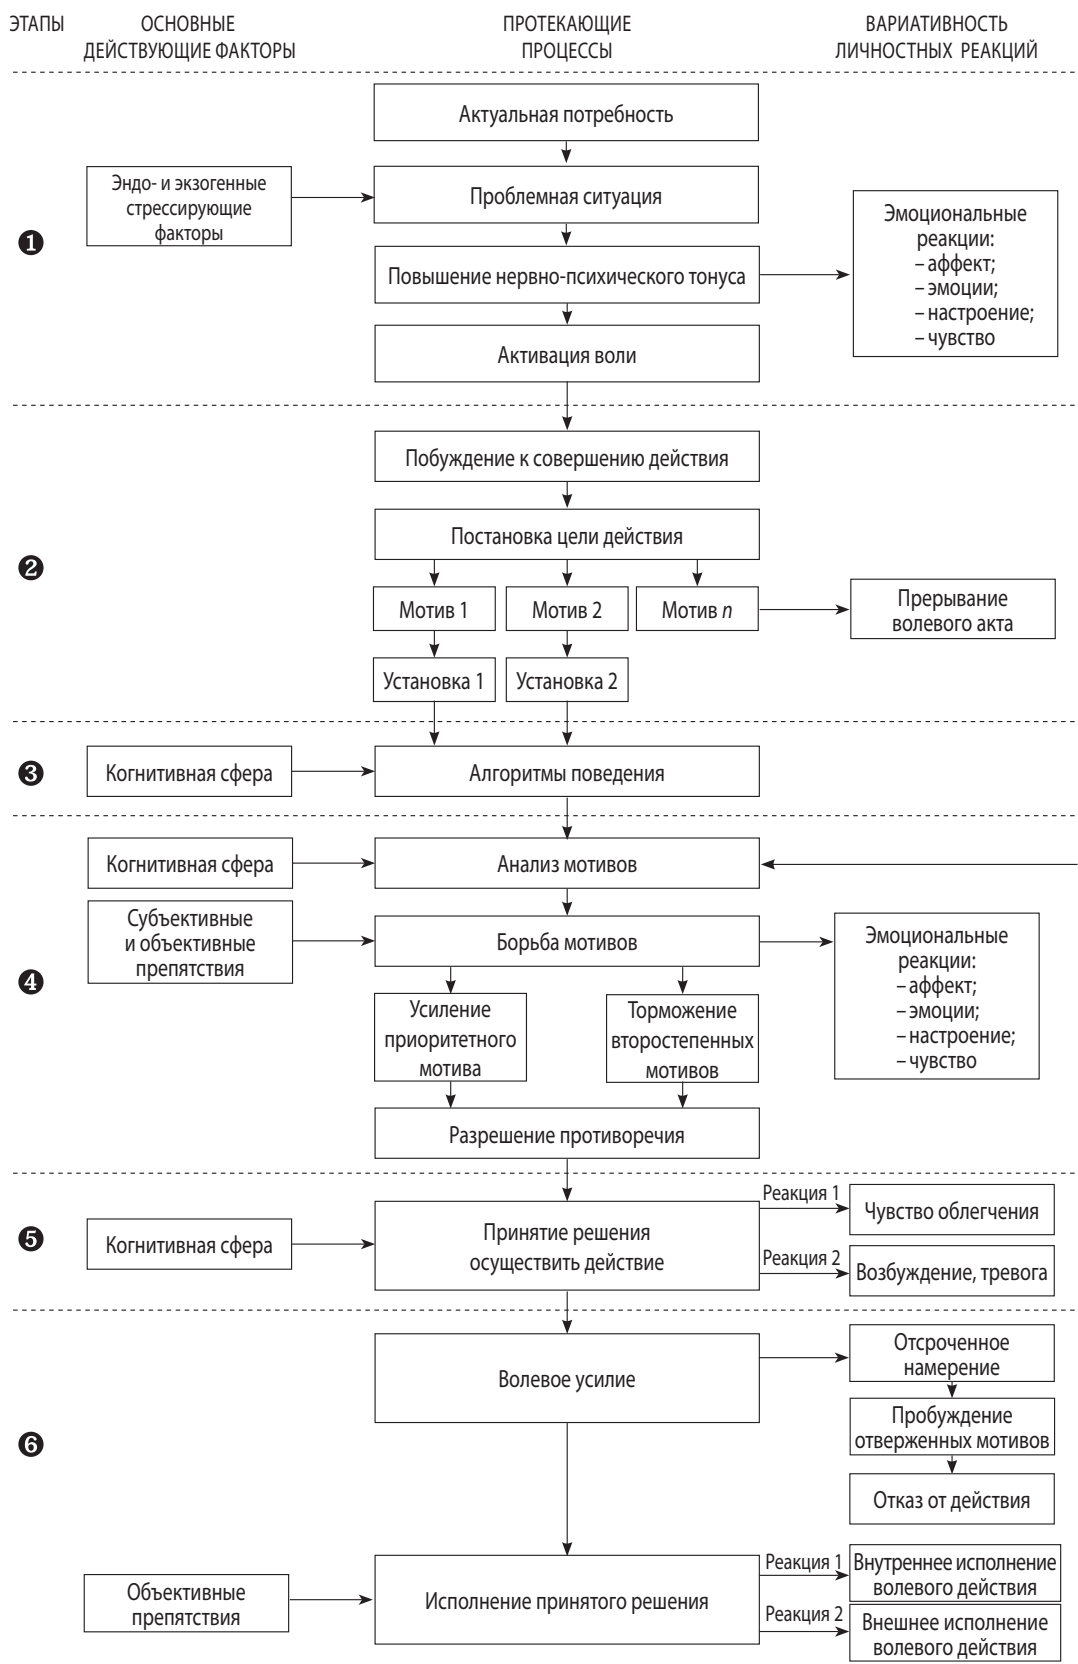 ЭТАПЫ
ОСНОВНЫЕ
ДЕЙСТВУЮЩИЕ ФАКТОРЫ
ПРОТЕКАЮЩИЕ
ПРОЦЕССЫ
ВАРИАТИВНОСТЬ
ЛИЧНОСТНЫХ РЕАКЦИЙ
1
Актуальная потребность
Эндо- и экзогенные
стрессирующие
факторы
Проблемная ситуация
Повышение нервно-психического тонуса
Эмоциональные
реакции:
– аффект;
– эмоции;
– настроение;
– чувство
Активация воли
2
Побуждение к совершению действия
Постановка цели действия
Мотив 1
Мотив 2
Мотив n
Прерывание
волевого акта
Установка 1
Установка 2
3
Когнитивная сфера
Алгоритмы поведения
4
Когнитивная сфера
Анализ мотивов
Субъективные
и объективные
препятствия
Борьба мотивов
Эмоциональные
реакции:
– аффект;
– эмоции;
– настроение;
– чувство
Усиление
приоритетного
мотива
Торможение
второстепенных
мотивов
Разрешение противоречия
5
Когнитивная сфера
Принятие решения
осуществить действие
Реакция 1
Чувство облегчения
Реакция 2
Возбуждение, тревога
6
Волевое усилие
Отсроченное
намерение
Пробуждение
отверженных мотивов
Отказ от действия
Объективные
препятствия
Исполнение принятого решения
Реакция 1
Внутреннее исполнение
волевого действия
Реакция 2
Внешнее исполнение
волевого действия